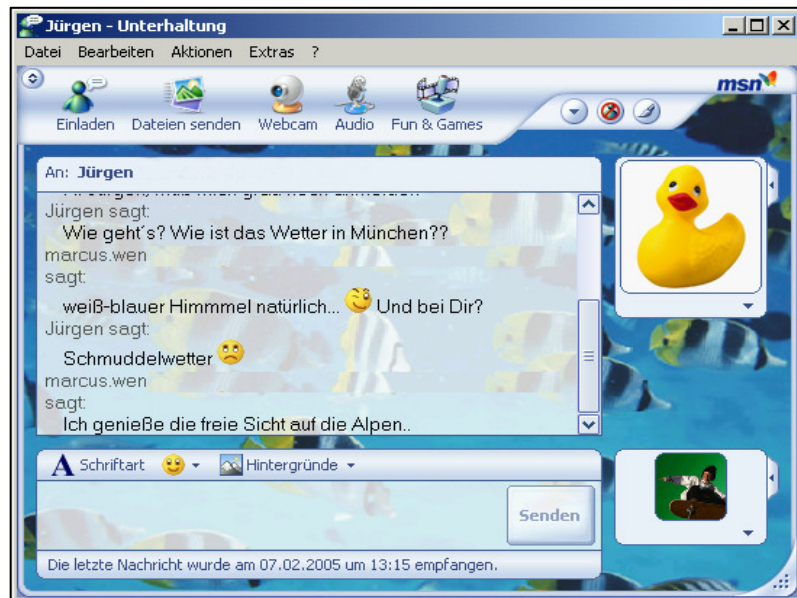 Jürgen - Unterhaltung
Datei Bearbeiten Aktionen Extras ?
msn
Einladen Dateien senden Webcam Audio Fun & Games
An: Jürgen
Jürgen sagt:
Wie geht´s? Wie ist das Wetter in München??
marcus.wen
sagt:
weiß-blauer Himmmel natürlich... Und bei Dir?
Jürgen sagt:
Schmuddelwetter
marcus.wen
sagt:
Ich genieße die freie Sicht auf die Alpen..
A Schriftart Hintergründe
Senden
Die letzte Nachricht wurde am 07.02.2005 um 13:15 empfangen.